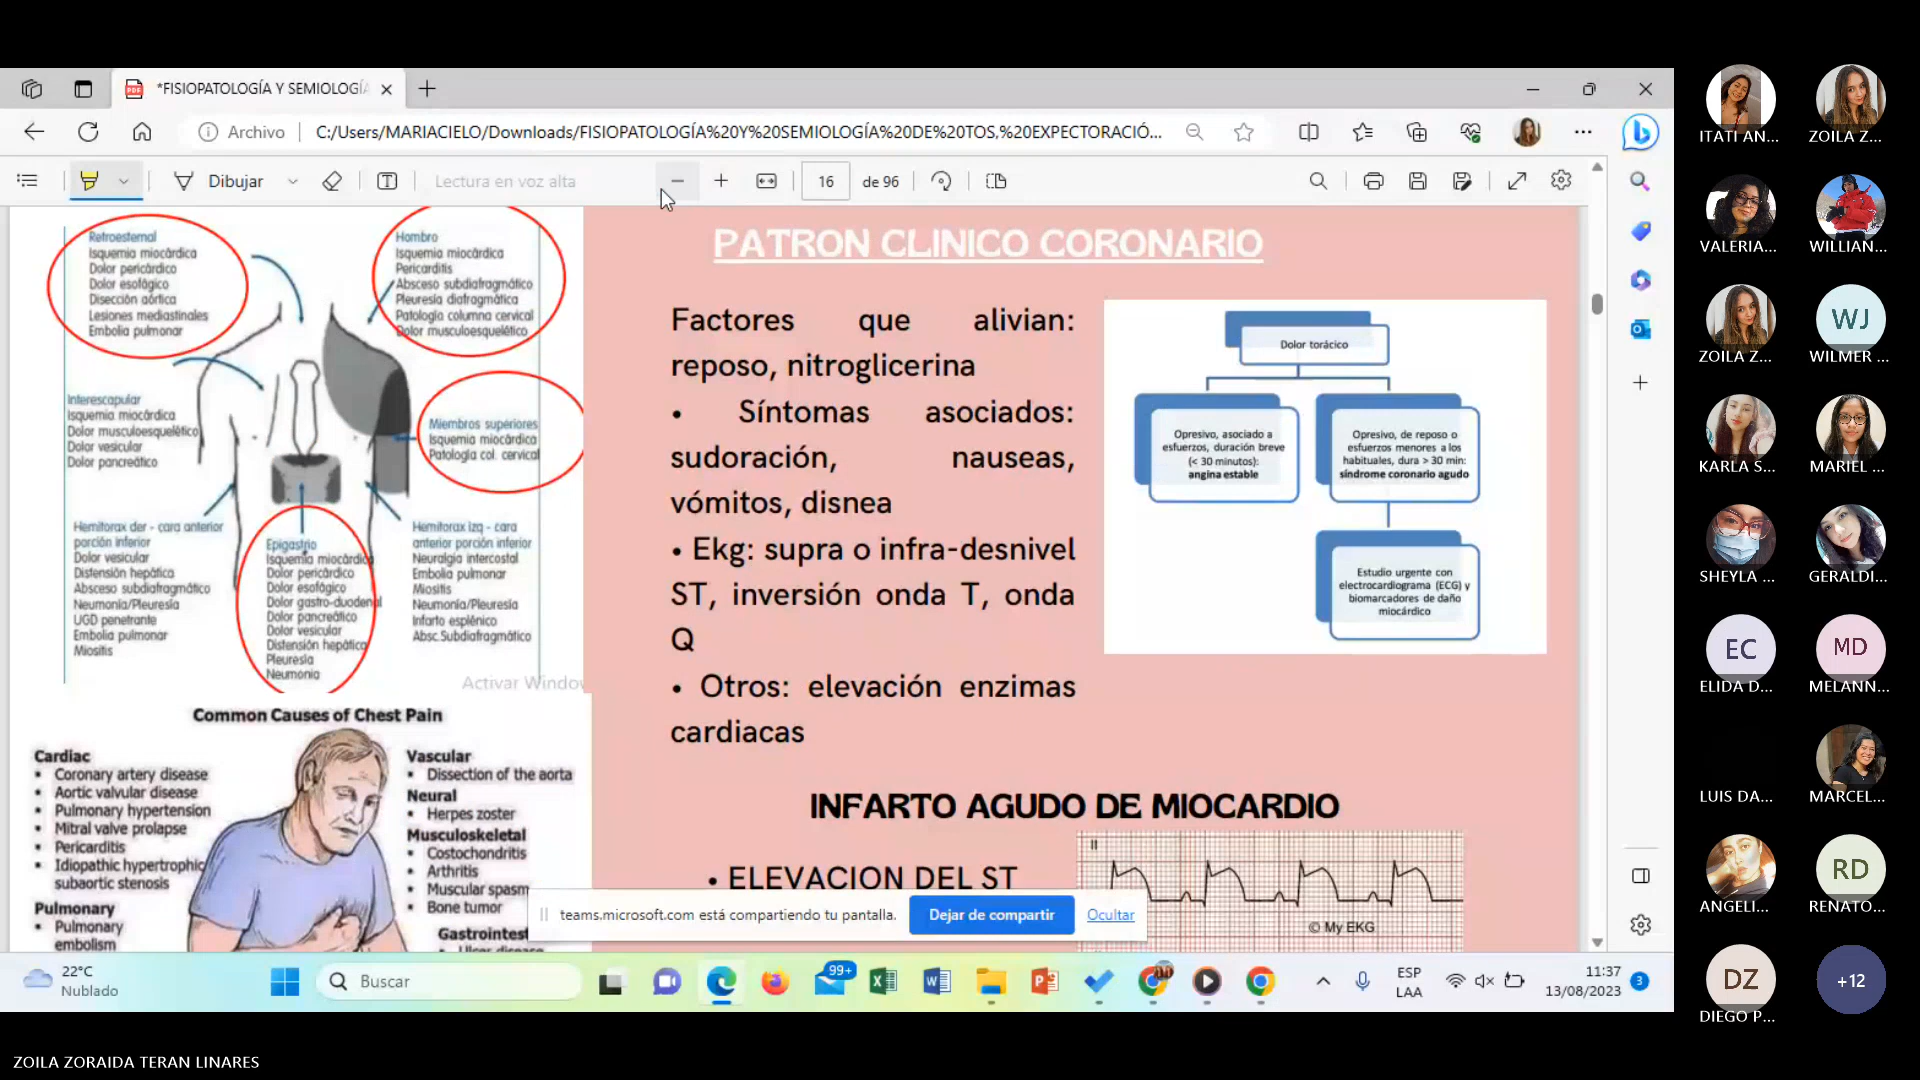 *FISIOPATOLOGÍA Y SEMIOLOGÍA
Archivo
C:/Users/MARIACIELO/Downloads/FISIOPATOLOGÍA%20Y%20SEMIOLOGÍA%20DE%20TOS,%20EXPECTORACIÓ...
Dibujar
Lectura en voz alta
16
de 96
Retroesternal
Isquemia miocárdica
Dolor pericárdico
Dolor esofágico
Disección aórtica
Lesiones mediastinales
Embolia pulmonar
Hombro
Isquemia miocárdica
Pericarditis
Absceso subdiafragmático
Pleuresia diafragmática
Patología columna cervical
Dolor musculoesquelético
Interescapular
Isquemia miocárdica
Dolor musculoesquelético
Dolor vesicular
Dolor pancreático
Miembros superiores
Isquemia miocárdica
Patología col. cervical
Hemitorax der - cara anterior
porción inferior
Dolor vesicular
Distensión hepática
Absceso subdiafragmático
Neumonía/Pleuresia
UGD penetrante
Embolia pulmonar
Miositis
Epigastrio
Isquemia miocárdica
Dolor pericárdico
Dolor esofágico
Dolor gastro-duodenal
Dolor pancreático
Dolor vesicular
Distensión hepática
Pleuresia
Neumonia
Hemitorax izq - cara
anterior porción inferior
Neuralgia intercostal
Embolia pulmonar
Miositis
Neumonía/Pleuresia
Infarto esplénico
Absc.Subdiafragmático
Activar Window
Common Causes of Chest Pain
Cardiac
▪ Coronary artery disease
▪ Aortic valvular disease
▪ Pulmonary hypertension
▪ Mitral valve prolapse
▪ Pericarditis
▪ Idiopathic hypertrophic
subaortic stenosis
Pulmonary
▪ Pulmonary
embolism
Vascular
▪ Dissection of the aorta
Neural
▪ Herpes zoster
Musculoskeletal
▪ Costochondritis
▪ Arthritis
▪ Muscular spasm
▪ Bone tumor
Gastrointest
PATRON CLINICO CORONARIO
Factores que alivian:
reposo, nitroglicerina
• Síntomas asociados:
sudoración, nauseas,
vómitos, disnea
• Ekg: supra o infra-desnivel
ST, inversión onda T, onda
Q
• Otros: elevación enzimas
cardiacas
Dolor torácico
Opresivo, asociado a
esfuerzos, duración breve
(< 30 minutos):
angina estable
Opresivo, de reposo o
esfuerzos menores a los
habituales, dura > 30 min:
síndrome coronario agudo
Estudio urgente con
electrocardiograma (ECG) y
biomarcadores de daño
miocárdico
INFARTO AGUDO DE MIOCARDIO
• ELEVACION DEL ST
II
© My EKG
teams.microsoft.com está compartiendo tu pantalla.
Dejar de compartir
Ocultar
22°C
Nublado
Buscar
99+
ESP
LAA
11:37
13/08/2023
3
ITATI AN...
ZOILA Z...
VALERIA...
WILLIAN...
ZOILA Z...
WJ
WILMER ...
KARLA S...
MARIEL ...
SHEYLA ...
GERALDI...
EC
ELIDA D...
MD
MELANN...
LUIS DA...
MARCEL...
ANGELI...
RD
RENATO...
DZ
DIEGO P...
+12
ZOILA ZORAIDA TERAN LINARES